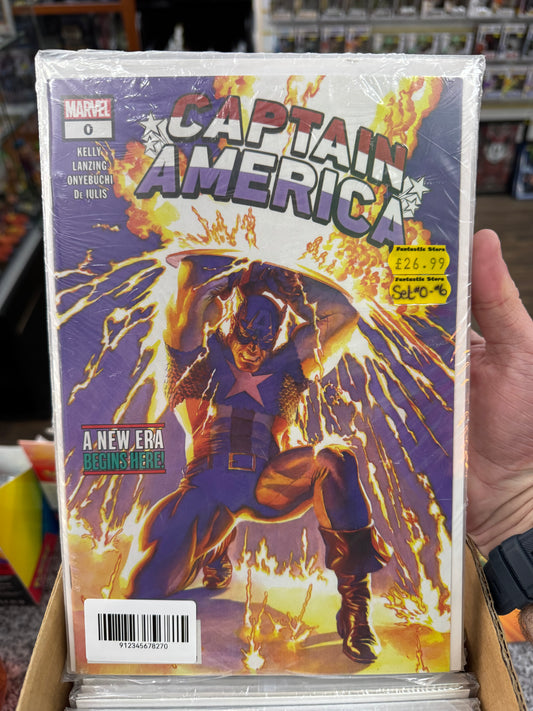 MARVEL
0
KELLY
LANZING
ONYEBUCHI
De IULIS
CAPTAIN
AMERICA
Fantastic Store
£26.99
Fantastic Store
Set #0-#6
A NEW ERA
BEGINS HERE!
912345678270